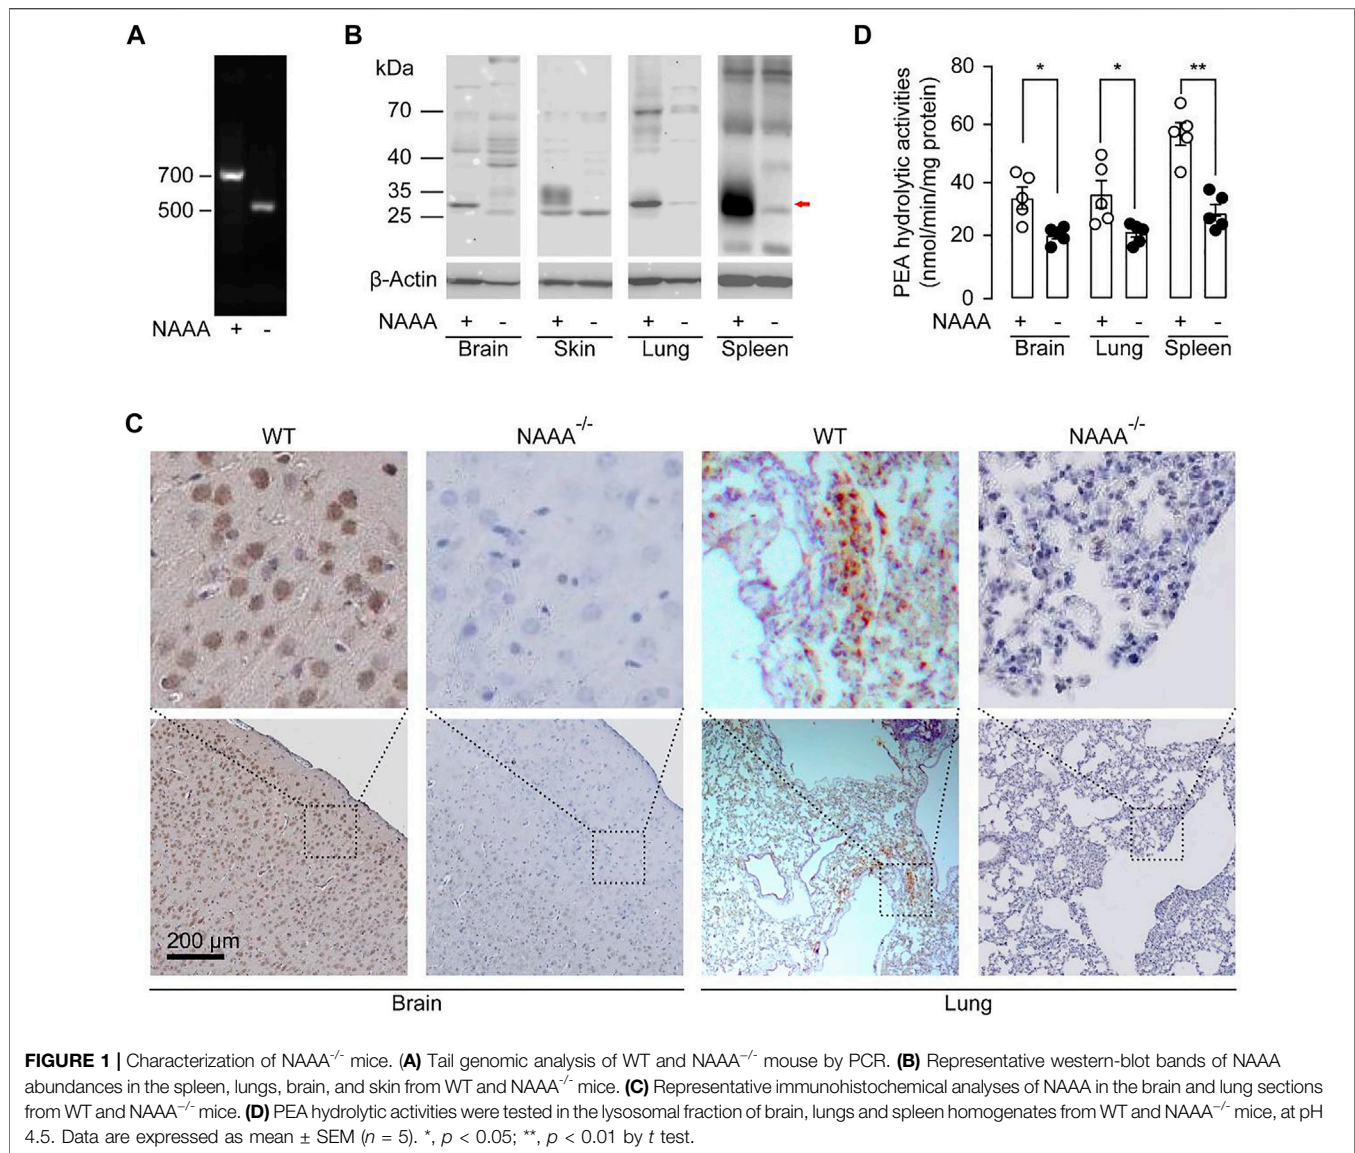 A
700
500
NAAA + -
B
kDa
70
40
35
25
β-Actin
NAAA + - + - + - + -
Brain Skin Lung Spleen
D
PEA hydrolytic activities
(nmol/min/mg protein)
80
60
40
20
0
* * **
NAAA + - + - + -
Brain Lung Spleen
C
WT NAAA-/- WT NAAA-/-
200 µm
Brain Lung
FIGURE 1 | Characterization of NAAA-/- mice. (A) Tail genomic analysis of WT and NAAA−/− mouse by PCR. (B) Representative western-blot bands of NAAA
abundances in the spleen, lungs, brain, and skin from WT and NAAA-/- mice. (C) Representative immunohistochemical analyses of NAAA in the brain and lung sections
from WT and NAAA−/− mice. (D) PEA hydrolytic activities were tested in the lysosomal fraction of brain, lungs and spleen homogenates from WT and NAAA−/− mice, at pH
4.5. Data are expressed as mean ± SEM (n = 5). *, p < 0.05; **, p < 0.01 by t test.